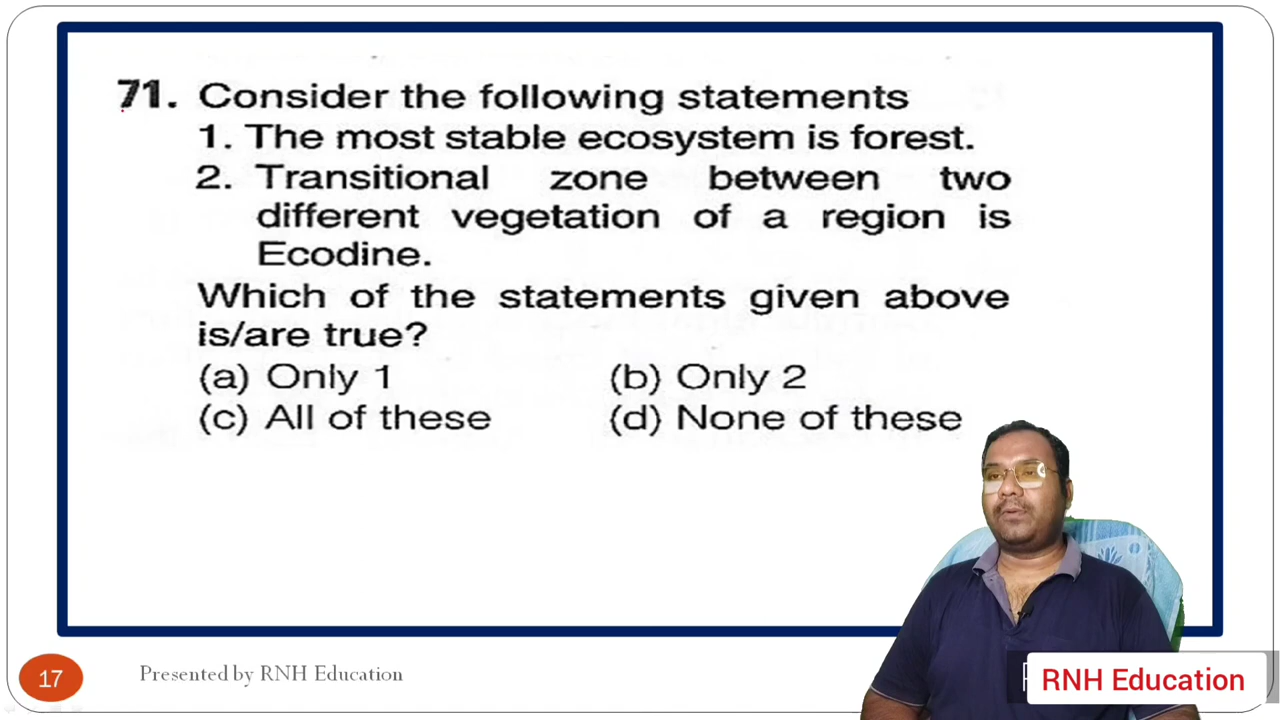 71. Consider the following statements
1. The most stable ecosystem is forest.
2. Transitional zone between two
different vegetation of a region is
Ecodine.
Which of the statements given above
is/are true?
(a) Only 1 (b) Only 2
(c) All of these (d) None of these
17
Presented by RNH Education
RNH Education